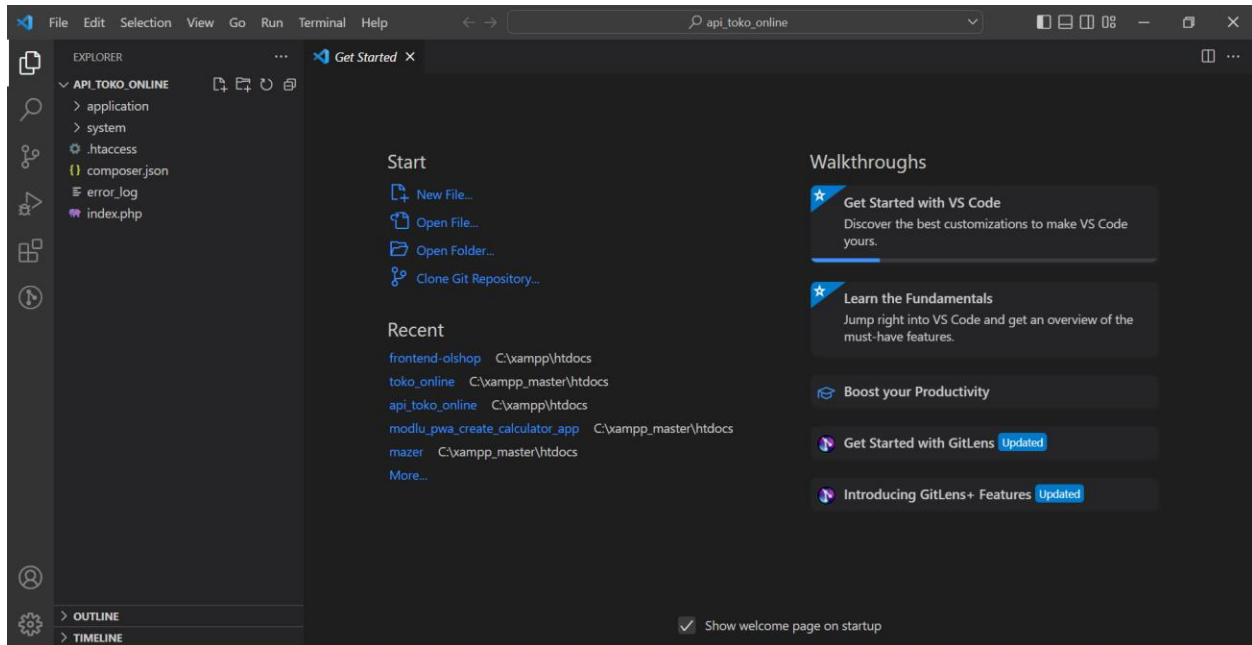 File Edit Selection View Go Run Terminal Help
api_toko_online
EXPLORER
Get Started
API_TOKO_ONLINE
application
system
.htaccess
composer.json
error_log
index.php
Start
New File...
Open File...
Open Folder...
Clone Git Repository...
Recent
frontend-olshop C:\xampp\htdocs
toko_online C:\xampp_master\htdocs
api_toko_online C:\xampp\htdocs
modlu_pwa_create_calculator_app C:\xampp_master\htdocs
mazer C:\xampp_master\htdocs
More...
Walkthroughs
Get Started with VS Code
Discover the best customizations to make VS Code
yours.
Learn the Fundamentals
Jump right into VS Code and get an overview of the
must-have features.
Boost your Productivity
Get Started with GitLens Updated
Introducing GitLens+ Features Updated
OUTLINE
TIMELINE
Show welcome page on startup